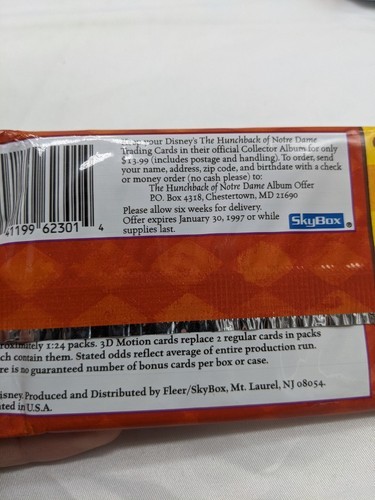 your Disney's The Hunchback of Notre Dame
Trading Cards in their official Collector Album for only
$13.99 (includes postage and handling). To order, send
your name, address, zip code, and birthdate with a check
or money order (no cash please) to:
The Hunchback of Notre Dame Album Offer
P.O. Box 4318, Chestertown, MD 21690
Please allow six weeks for delivery.
Offer expires January 30, 1997 or while
supplies last.
SkyBox®
41199 62301 4
roximately 1:24 packs. 3D Motion cards replace 2 regular cards in packs
ch contain them. Stated odds reflect average of entire production run.
re is no guaranteed number of bonus cards per box or case.
isney. Produced and Distributed by Fleer/SkyBox, Mt. Laurel, NJ 08054.
ted in U.S.A.